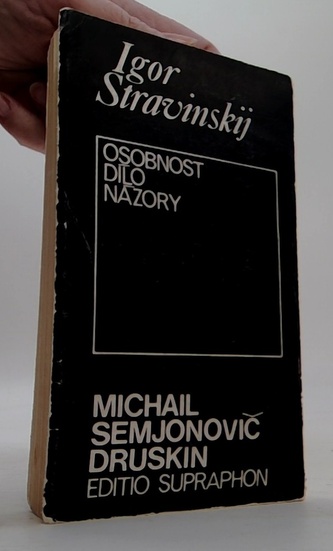 Igor
Stravinskij
OSOBNOST
DÍLO
NÁZORY
MICHAIL
SEMJONOVIČ
DRUSKIN
EDITIO SUPRAPHON